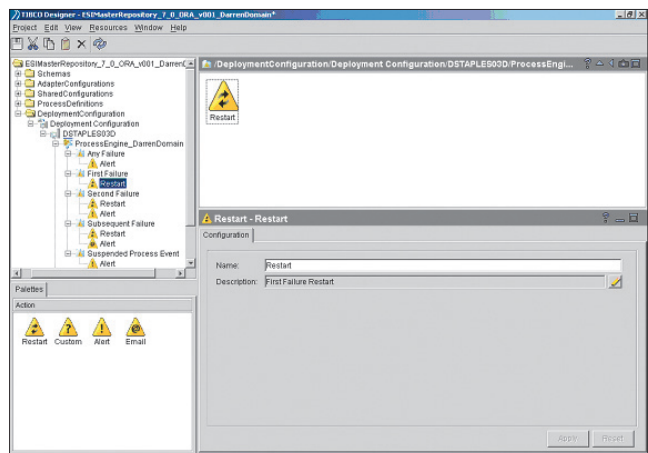 TIBCO Designer - ESIMasterRepository_7_0_ORA_v001_DarrenDomain*
Project Edit View Resources Window Help
ESIMasterRepository_7_0_ORA_v001_Darren
Schemas
AdapterConfigurations
SharedConfigurations
ProcessDefinitions
DeploymentConfiguration
Deployment Configuration
DSTAPLES03D
ProcessEngine_DarrenDomain
Any Failure
Alert
First Failure
Restart
Second Failure
Restart
Alert
Subsequent Failure
Restart
Alert
Suspended Process Event
Alert
Palettes
Action
Restart Custom Alert Email
/DeploymentConfiguration/Deployment Configuration/DSTAPLES03D/ProcessEngi...
Restart
Restart - Restart
Configuration
Name: Restart
Description: First Failure Restart
Apply Reset